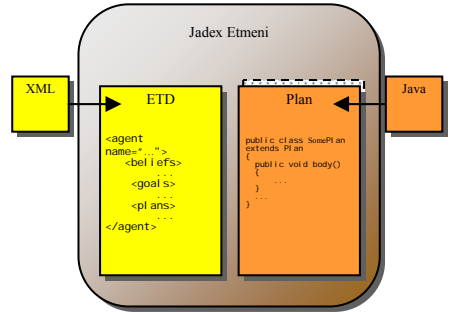 Jadex Etmeni
XML
ETD
<agent
name="…">
<beliefs>
...
<goals>
...
<plans>
...
</agent>
Plan
public class SomePlan
extends Plan
{
public void body()
{
...
}
...
}
Java